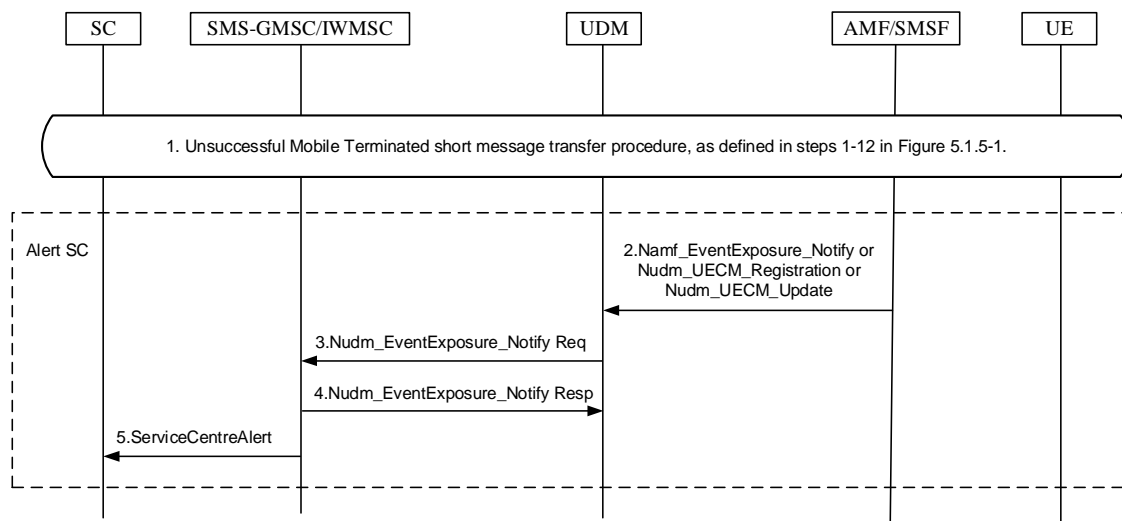 SC
SMS-GMSC/IWMSC
UDM
AMF/SMSF
UE
1. Unsuccessful Mobile Terminated short message transfer procedure, as defined in steps 1-12 in Figure 5.1.5-1.
Alert SC
2.Namf_EventExposure_Notify or
Nudm_UECM_Registration or
Nudm_UECM_Update
3.Nudm_EventExposure_Notify Req
4.Nudm_EventExposure_Notify Resp
5.ServiceCentreAlert